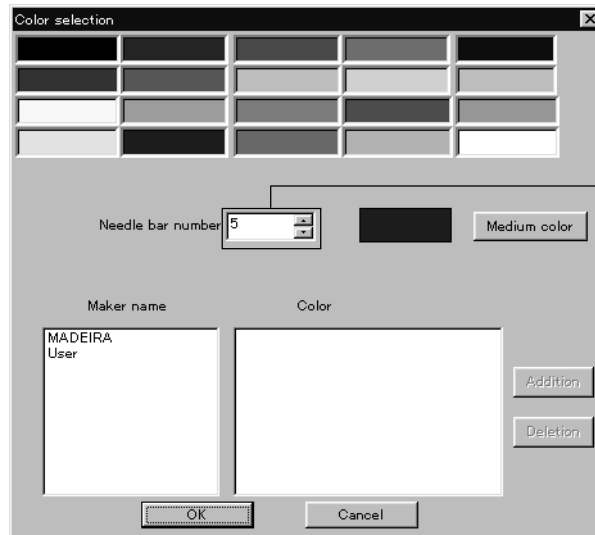 Color selection
Needle bar number 5 Medium color
Maker name Color
MADEIRA
User
Addition
Deletion
OK Cancel